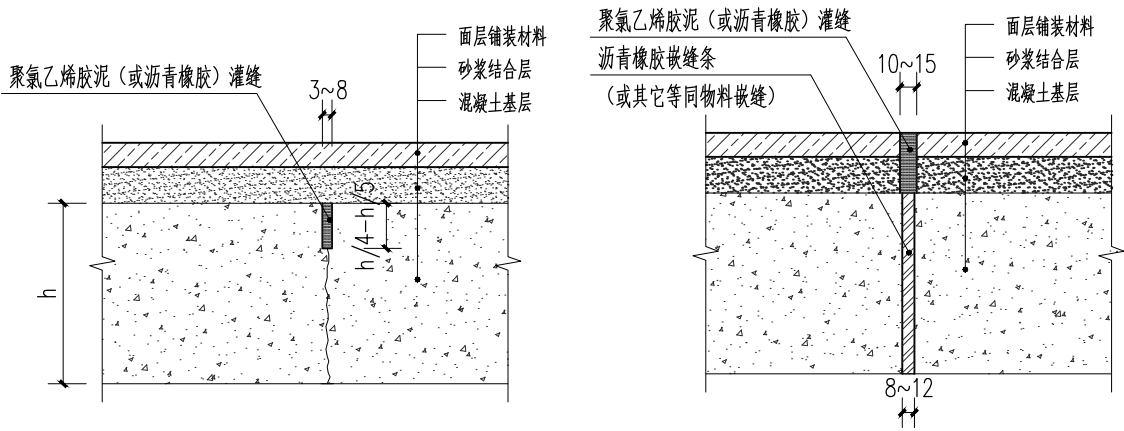 面层铺装材料
砂浆结合层
混凝土基层
聚氯乙烯胶泥（或沥青橡胶）灌缝
3~8
h/4-h/5
h
聚氯乙烯胶泥（或沥青橡胶）灌缝
沥青橡胶嵌缝条
（或其它等同物料嵌缝）
10~15
面层铺装材料
砂浆结合层
混凝土基层
8~12